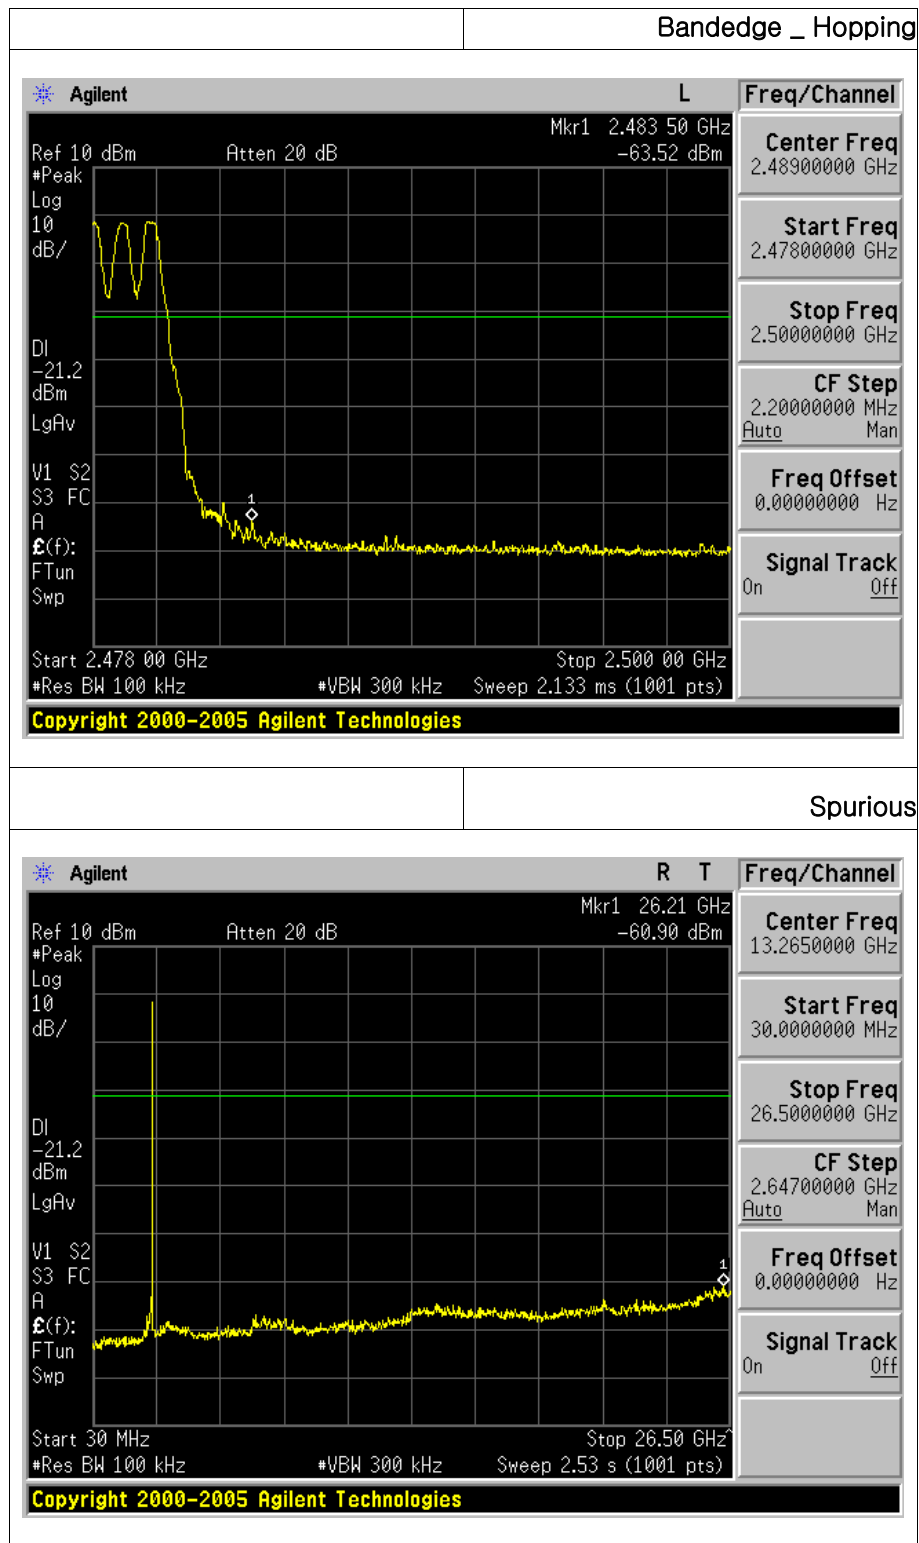 Bandedge _ Hopping
Agilent L Freq/Channel
Mkr1 2.483 50 GHz
Ref 10 dBm Atten 20 dB -63.52 dBm
#Peak
Log
10
dB/
DI
-21.2
dBm
LgAv
V1 S2
S3 FC
A
£(f):
FTun
Swp
1
Start 2.478 00 GHz Stop 2.500 00 GHz
#Res BW 100 kHz #VBW 300 kHz Sweep 2.133 ms (1001 pts)
Center Freq
2.48900000 GHz
Start Freq
2.47800000 GHz
Stop Freq
2.50000000 GHz
CF Step
2.20000000 MHz
Auto Man
Freq Offset
0.00000000 Hz
Signal Track
On Off
Copyright 2000-2005 Agilent Technologies
Spurious
Agilent R T Freq/Channel
Mkr1 26.21 GHz
Ref 10 dBm Atten 20 dB -60.90 dBm
#Peak
Log
10
dB/
DI
-21.2
dBm
LgAv
V1 S2
S3 FC
A
£(f):
FTun
Swp
1
Start 30 MHz Stop 26.50 GHz^
#Res BW 100 kHz #VBW 300 kHz Sweep 2.53 s (1001 pts)
Center Freq
13.2650000 GHz
Start Freq
30.0000000 MHz
Stop Freq
26.5000000 GHz
CF Step
2.64700000 GHz
Auto Man
Freq Offset
0.00000000 Hz
Signal Track
On Off
Copyright 2000-2005 Agilent Technologies